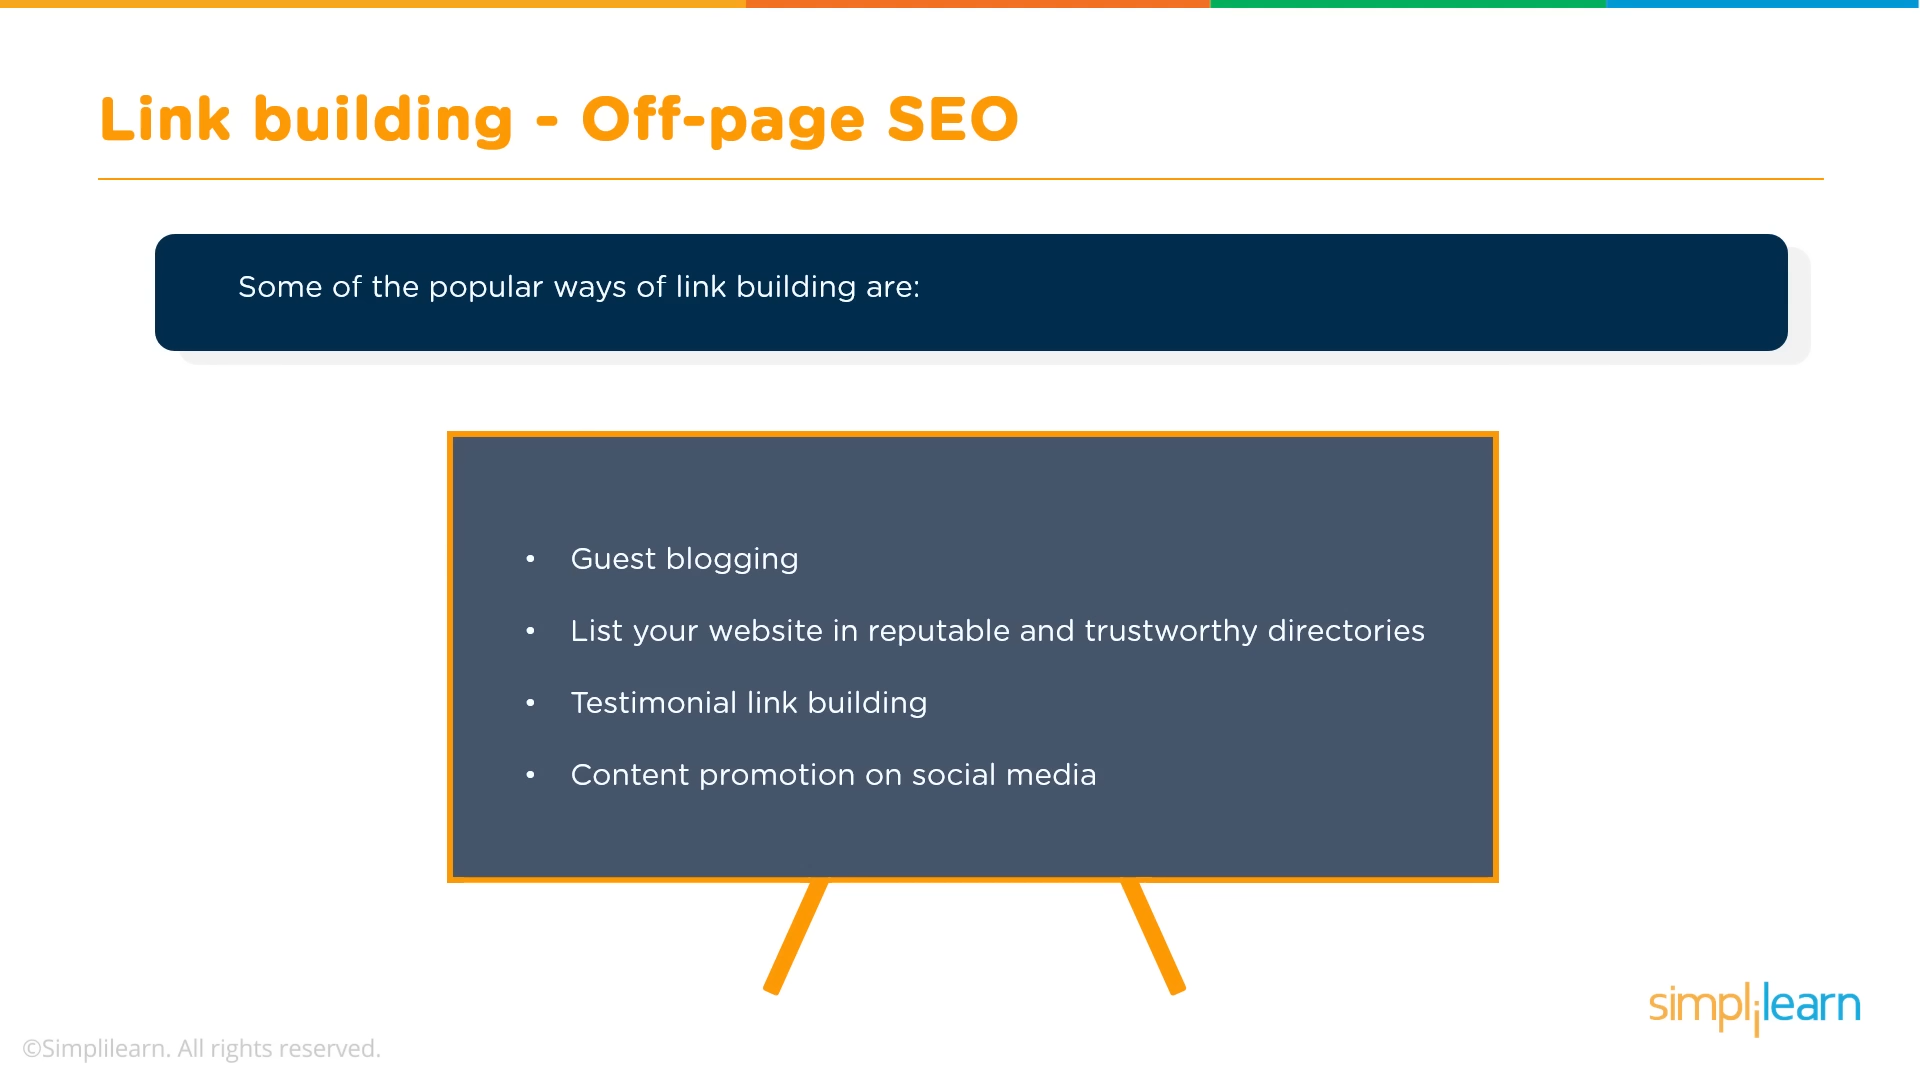 Link building - Off-page SEO
Some of the popular ways of link building are:
• Guest blogging
• List your website in reputable and trustworthy directories
• Testimonial link building
• Content promotion on social media
simplilearn
©Simplilearn. All rights reserved.